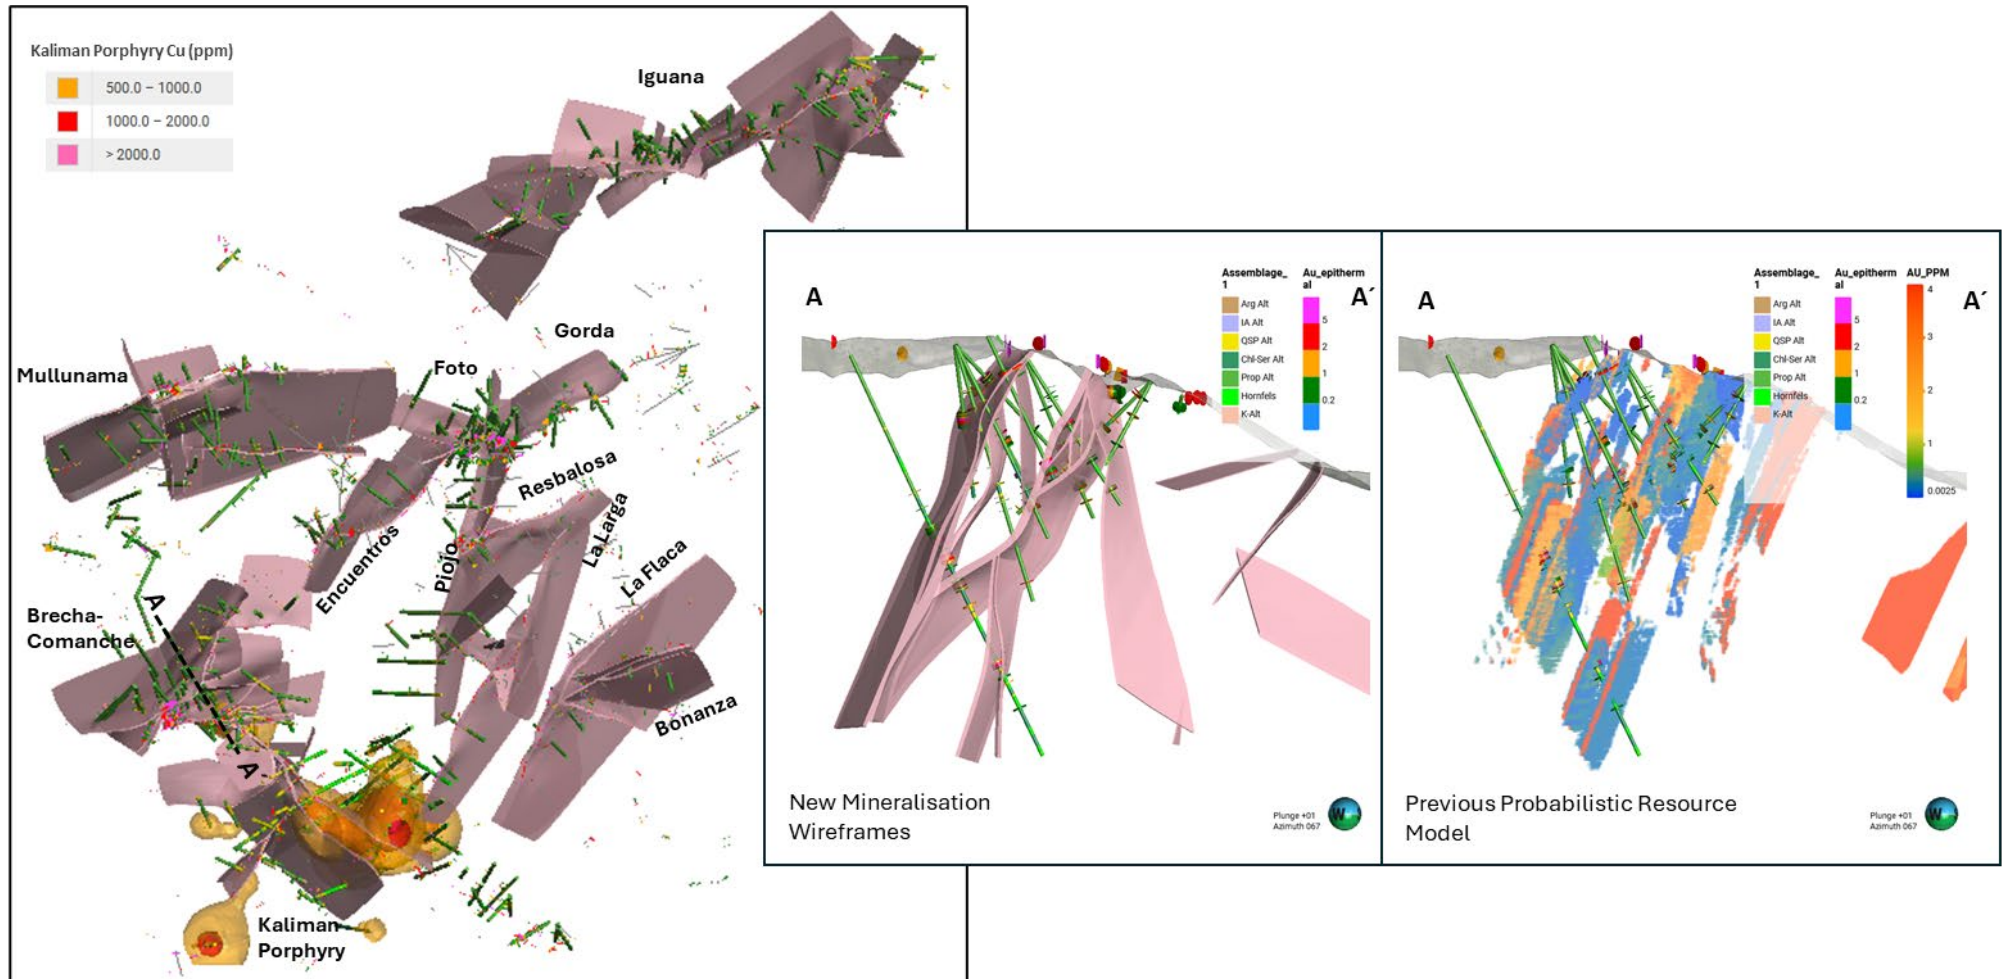 Kaliman Porphyry Cu (ppm)
500.0 – 1000.0
1000.0 – 2000.0
> 2000.0
Iguana
Gorda
Foto
Mullunama
Resbalosa
La Larga
Piojo
Encuentros
La Flaca
Brecha-
Comanche
A
A´
Bonanza
Kaliman
Porphyry
A
Assemblage_
1
Arg Alt
IA Alt
QSP Alt
Chl-Ser Alt
Prop Alt
Hornfels
K-Alt
Au_epitherm
al
5
2
1
0.2
A´
New Mineralisation
Wireframes
Plunge +01
Azimuth 067
W
A
Assemblage_
1
Arg Alt
IA Alt
QSP Alt
Chl-Ser Alt
Prop Alt
Hornfels
K-Alt
Au_epitherm
al
5
2
1
0.2
AU_PPM
4
3
2
1
0.0025
A´
Previous Probabilistic Resource
Model
Plunge +01
Azimuth 067
W